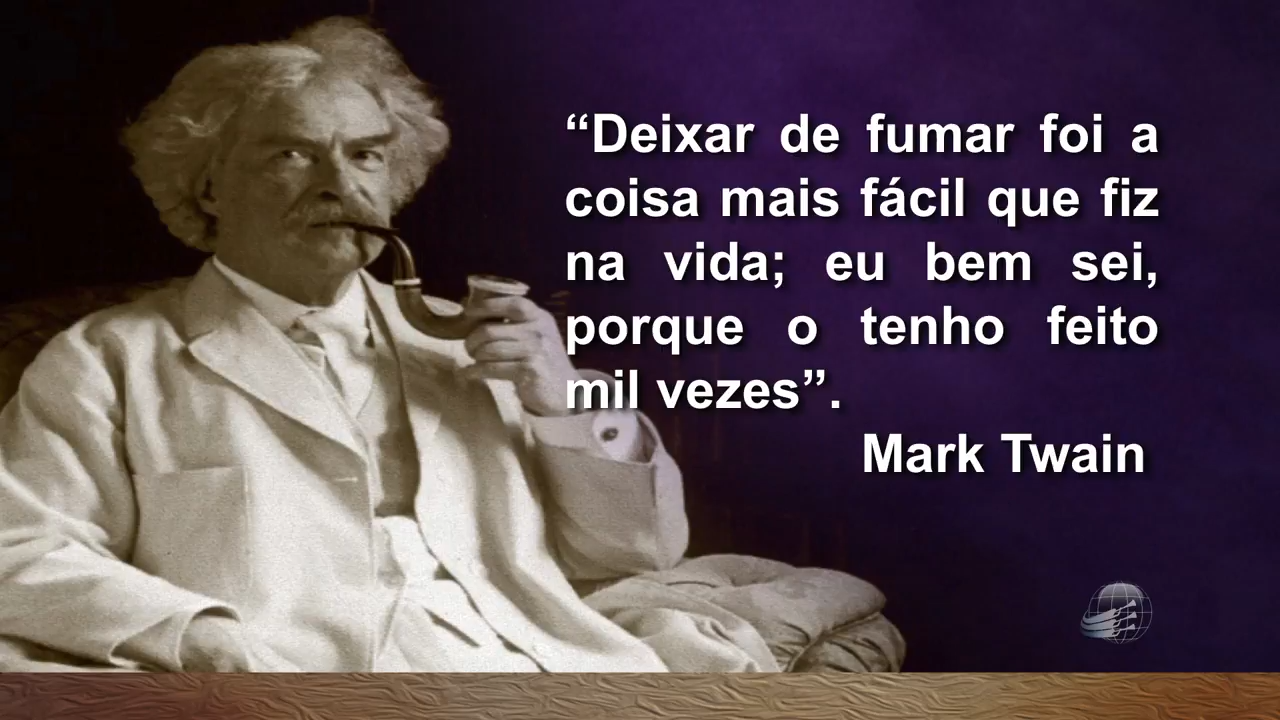 “Deixar de fumar foi a
coisa mais fácil que fiz
na vida; eu bem sei,
porque o tenho feito
mil vezes”.
Mark Twain